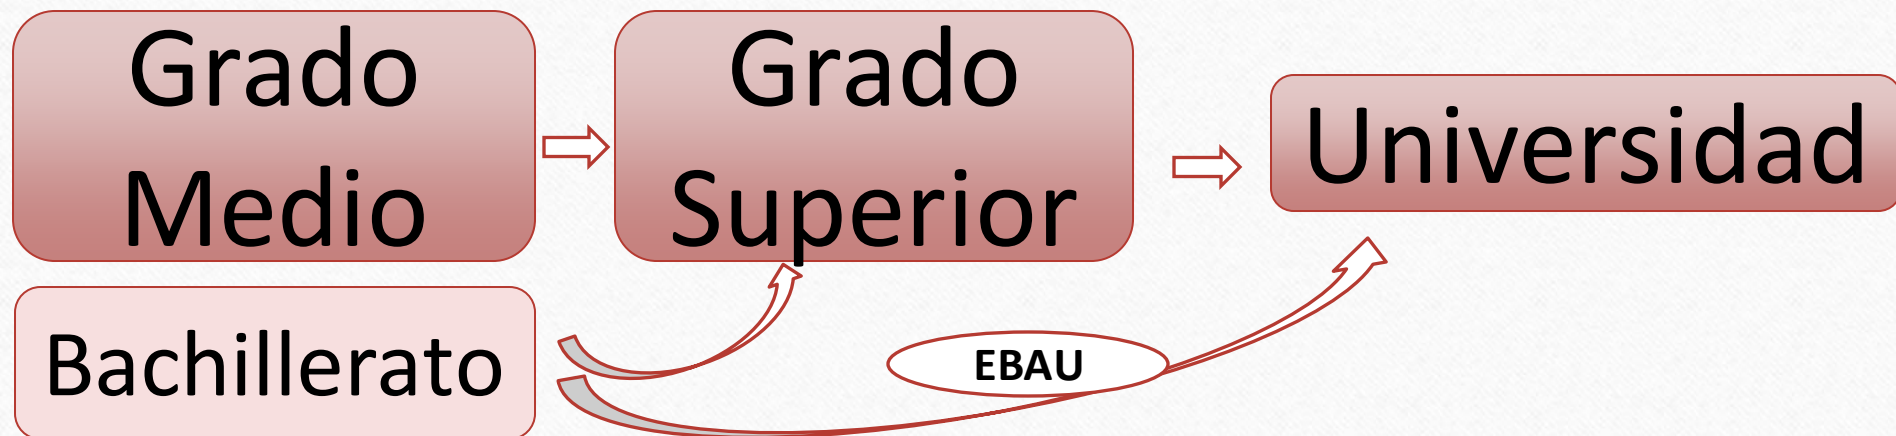 Grado
Medio
Grado
Superior
Universidad
Bachillerato
EBAU